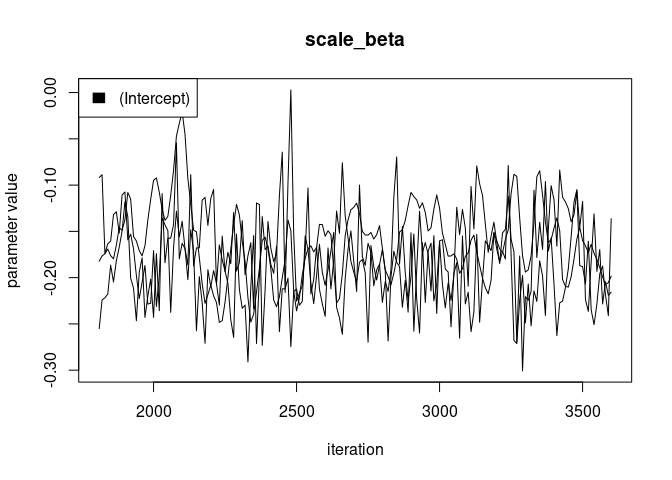 scale_beta
(Intercept)
parameter value
0.00
-0.10
-0.20
-0.30
2000 2500 3000 3500
iteration